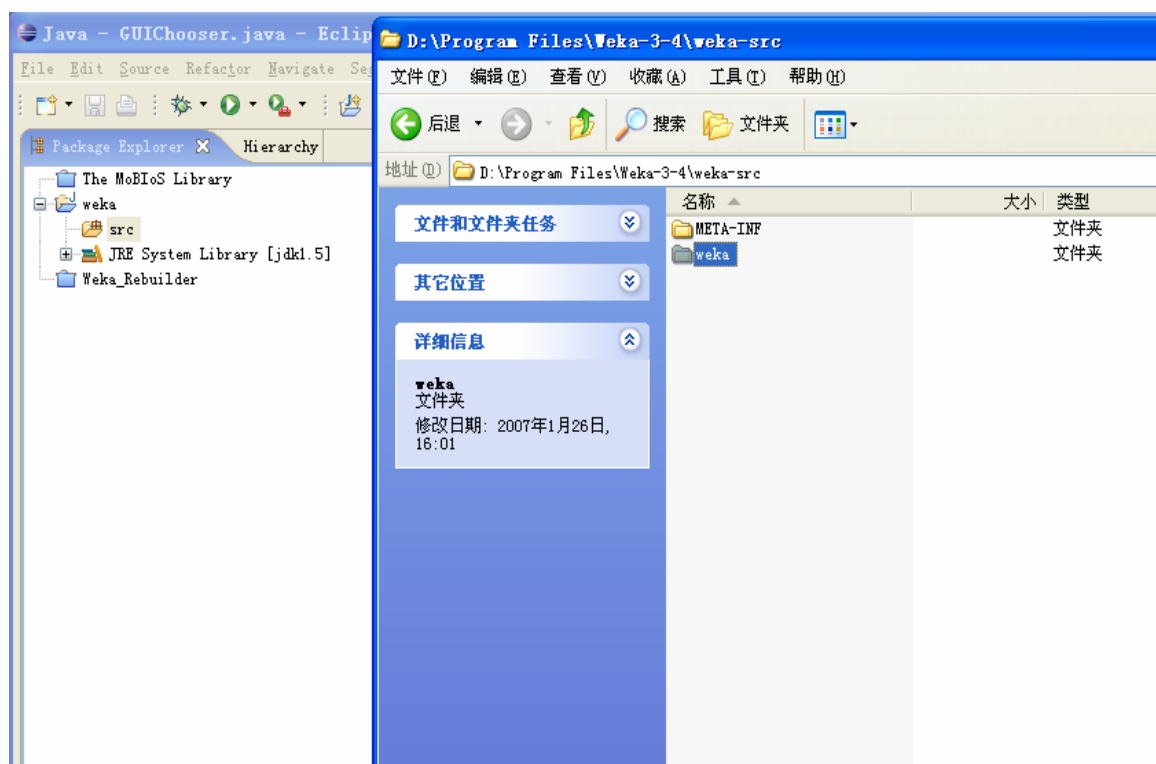 Java - GUIChooser.java - Eclip
File Edit Source Refactor Navigate Se
Package Explorer Hierarchy
The MoBIoS Library
weka
src
JRE System Library [jdk1.5]
Weka_Rebuilder
D:\Program Files\Weka-3-4\weka-src
文件(F) 编辑(E) 查看(V) 收藏(A) 工具(T) 帮助(H)
后退 搜索 文件夹
地址(D) D:\Program Files\Weka-3-4\weka-src
文件和文件夹任务
其它位置
详细信息
weka
文件夹
修改日期: 2007年1月26日,
16:01
名称 大小 类型
META-INF 文件夹
weka 文件夹